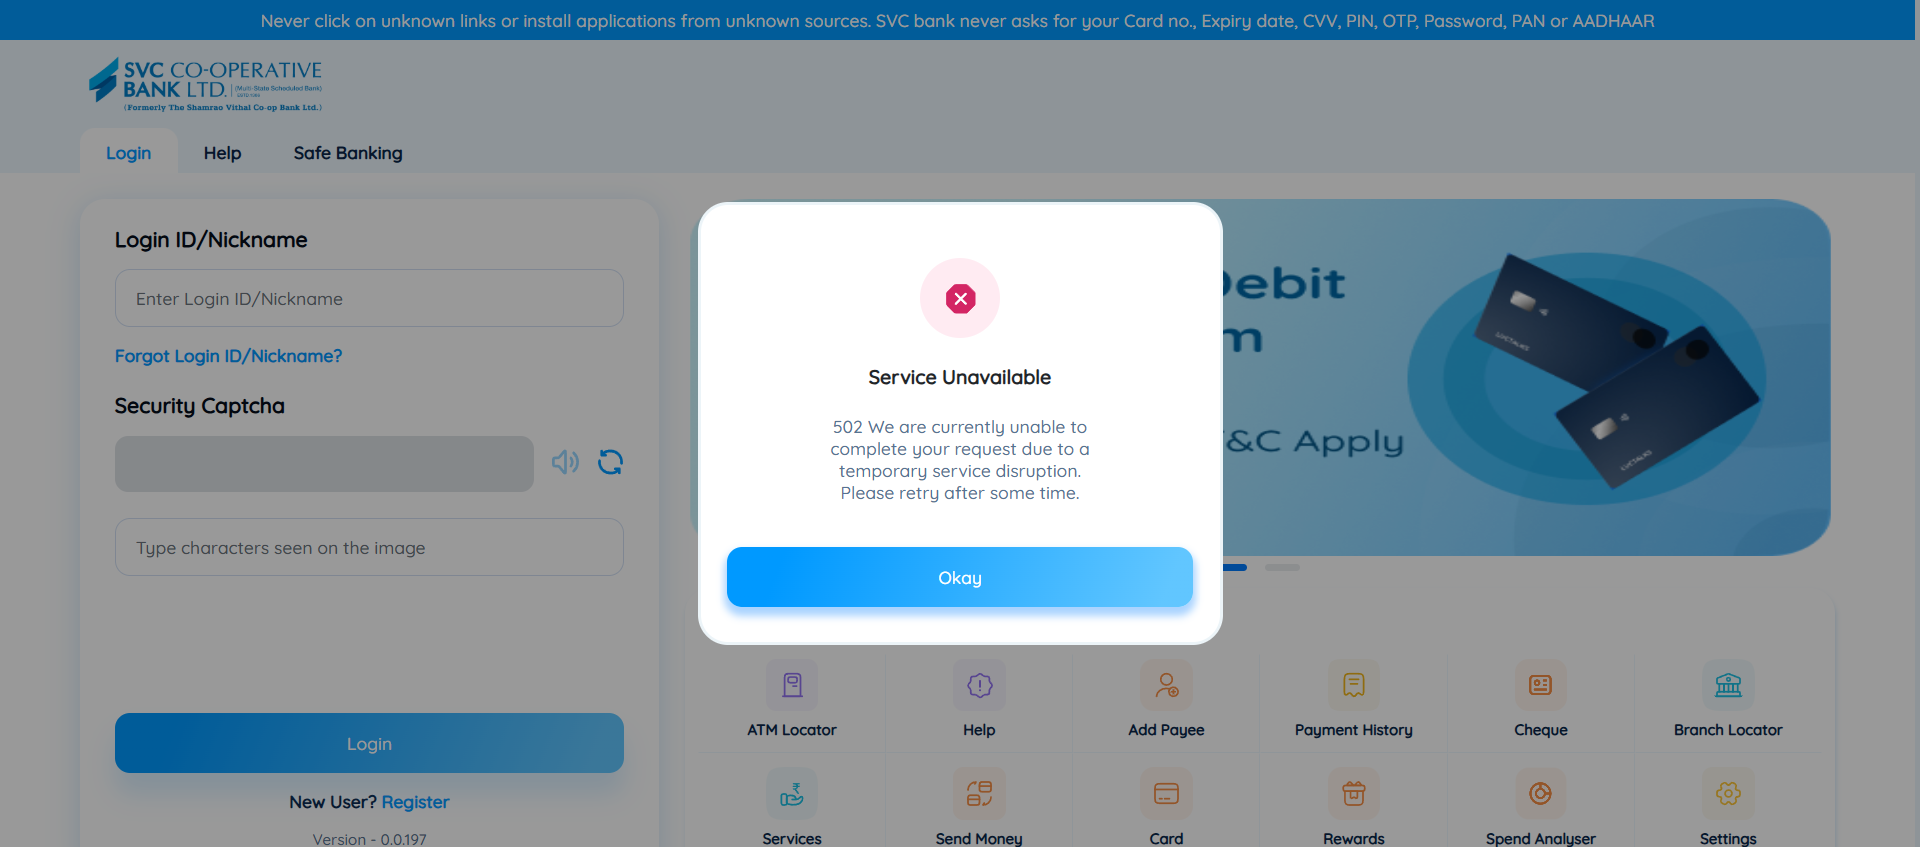 Never click on unknown links or install applications from unknown sources. SVC bank never asks for your Card no., Expiry date, CVV, PIN, OTP, Password, PAN or AADHAAR
SVC CO-OPERATIVE
BANK LTD. (Multi-State Scheduled Bank)
(Formerly The Shamrao Vithal Co-op Bank Ltd.)
Login Help Safe Banking
Login ID/Nickname
Enter Login ID/Nickname
Forgot Login ID/Nickname?
Security Captcha
Type characters seen on the image
Login
New User? Register
Version - 0.0.197
Service Unavailable
502 We are currently unable to
complete your request due to a
temporary service disruption.
Please retry after some time.
Okay
Debit
m
T&C Apply
ATM Locator Help Add Payee Payment History Cheque Branch Locator
Services Send Money Card Rewards Spend Analyser Settings